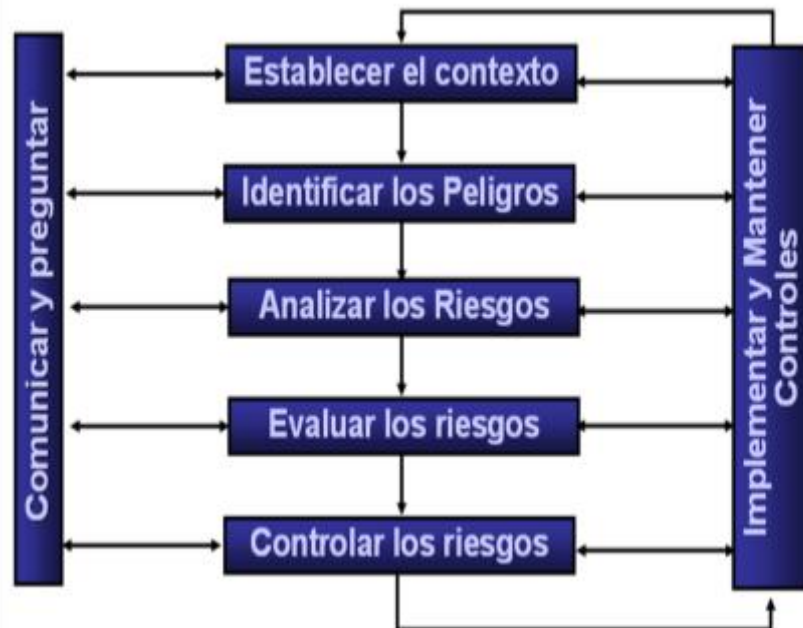 Comunicar y preguntar
Establecer el contexto
Identificar los Peligros
Analizar los Riesgos
Evaluar los riesgos
Controlar los riesgos
Implementar y Mantener
Controles